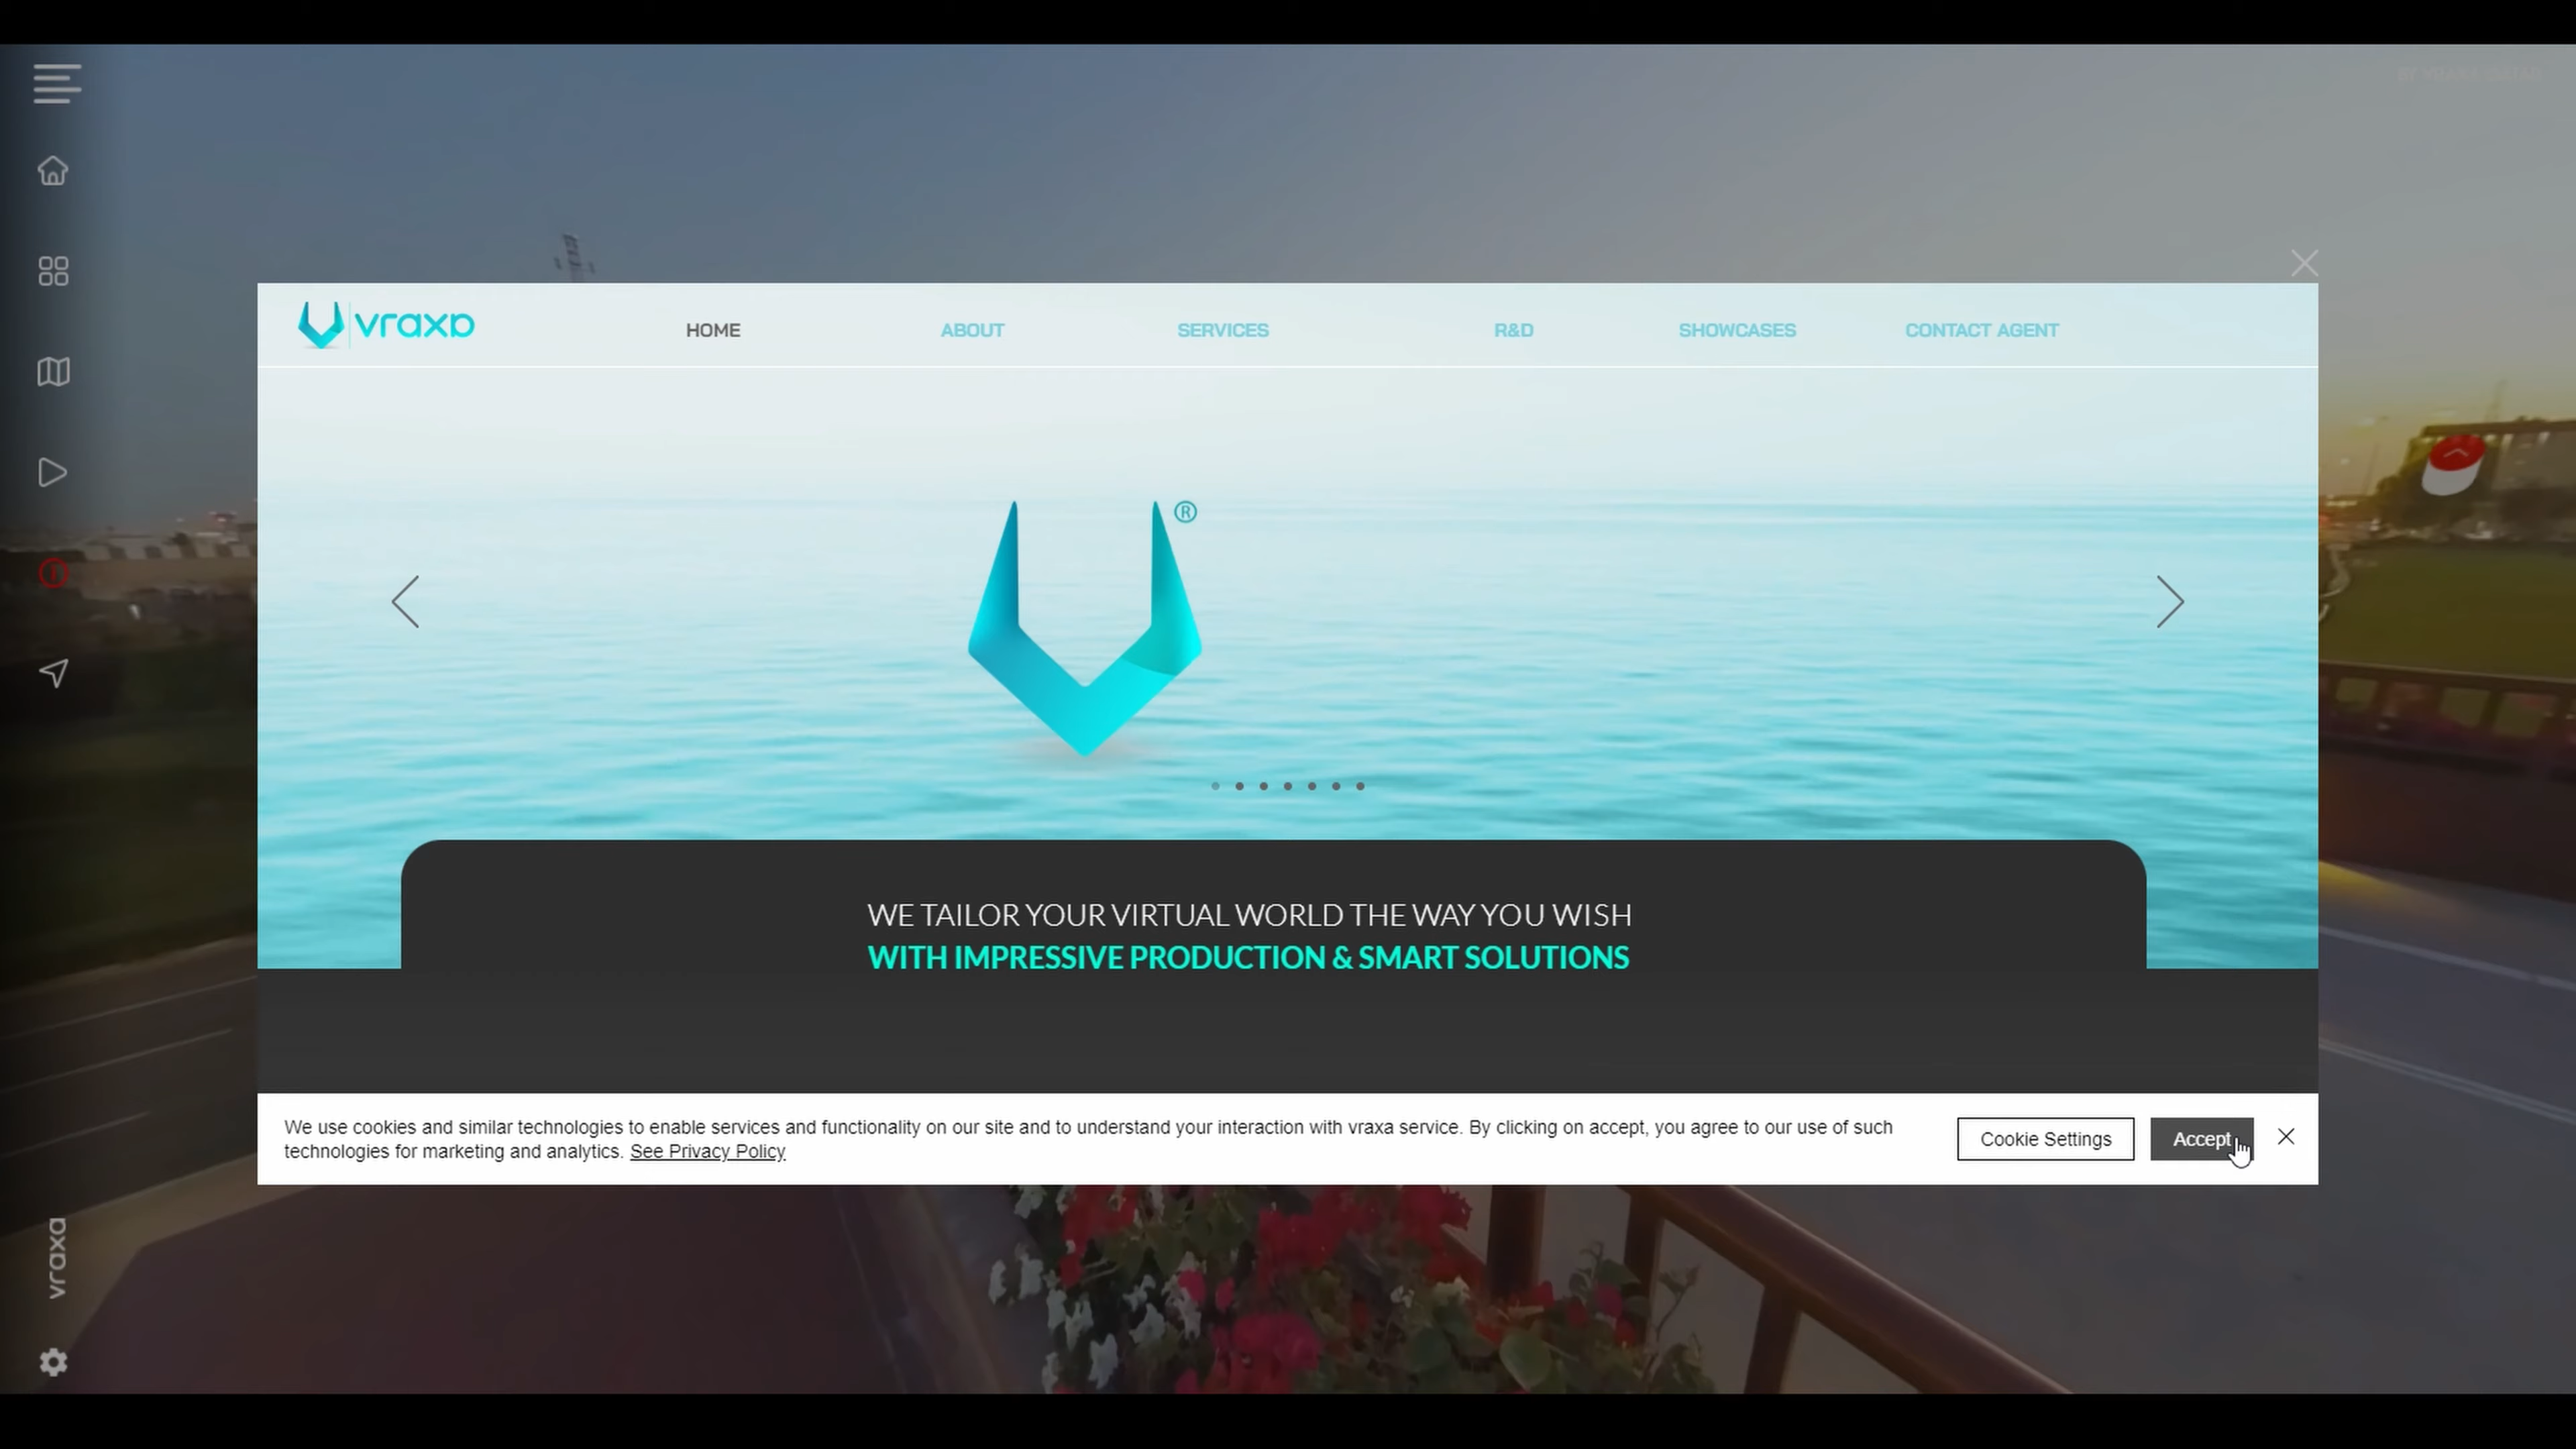 vraxa
HOME
ABOUT
SERVICES
R&D
SHOWCASES
CONTACT AGENT
®
WE TAILOR YOUR VIRTUAL WORLD THE WAY YOU WISH
WITH IMPRESSIVE PRODUCTION & SMART SOLUTIONS
We use cookies and similar technologies to enable services and functionality on our site and to understand your interaction with vraxa service. By clicking on accept, you agree to our use of such
technologies for marketing and analytics. See Privacy Policy
Cookie Settings
Accept
vraxa